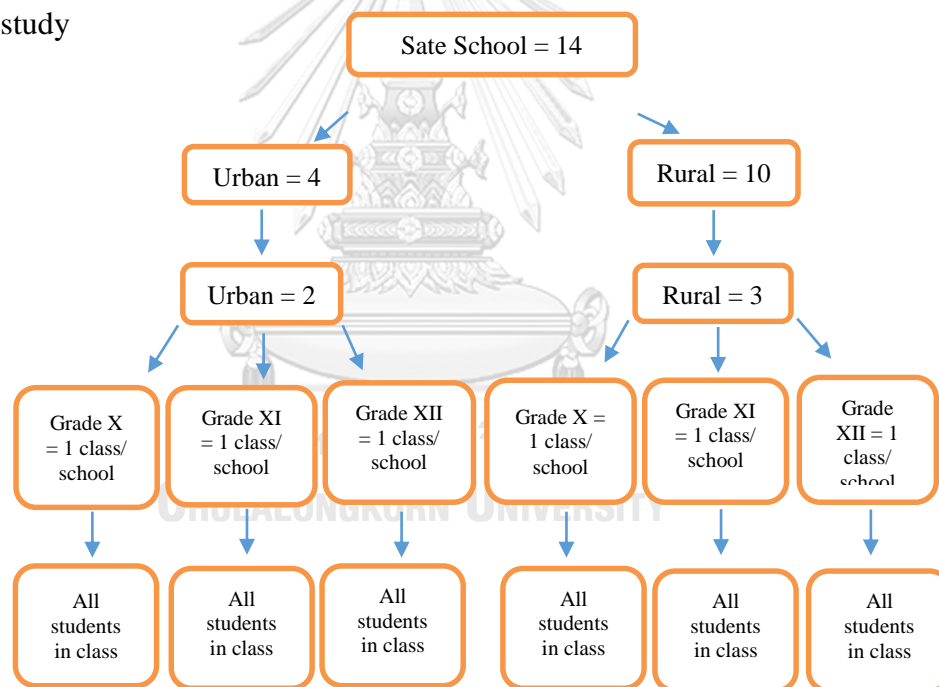 study
Sate School = 14
Urban = 4
Rural = 10
Urban = 2
Rural = 3
Grade X
= 1 class/
school
Grade XI
= 1 class/
school
Grade XII
= 1 class/
school
Grade X =
1 class/
school
Grade XI
= 1 class/
school
Grade
XII = 1
class/
school
CHULALONGKORN UNIVERSITY
All
students
in class
All
students
in class
All
students
in class
All
students
in class
All
students
in class
All
students
in class